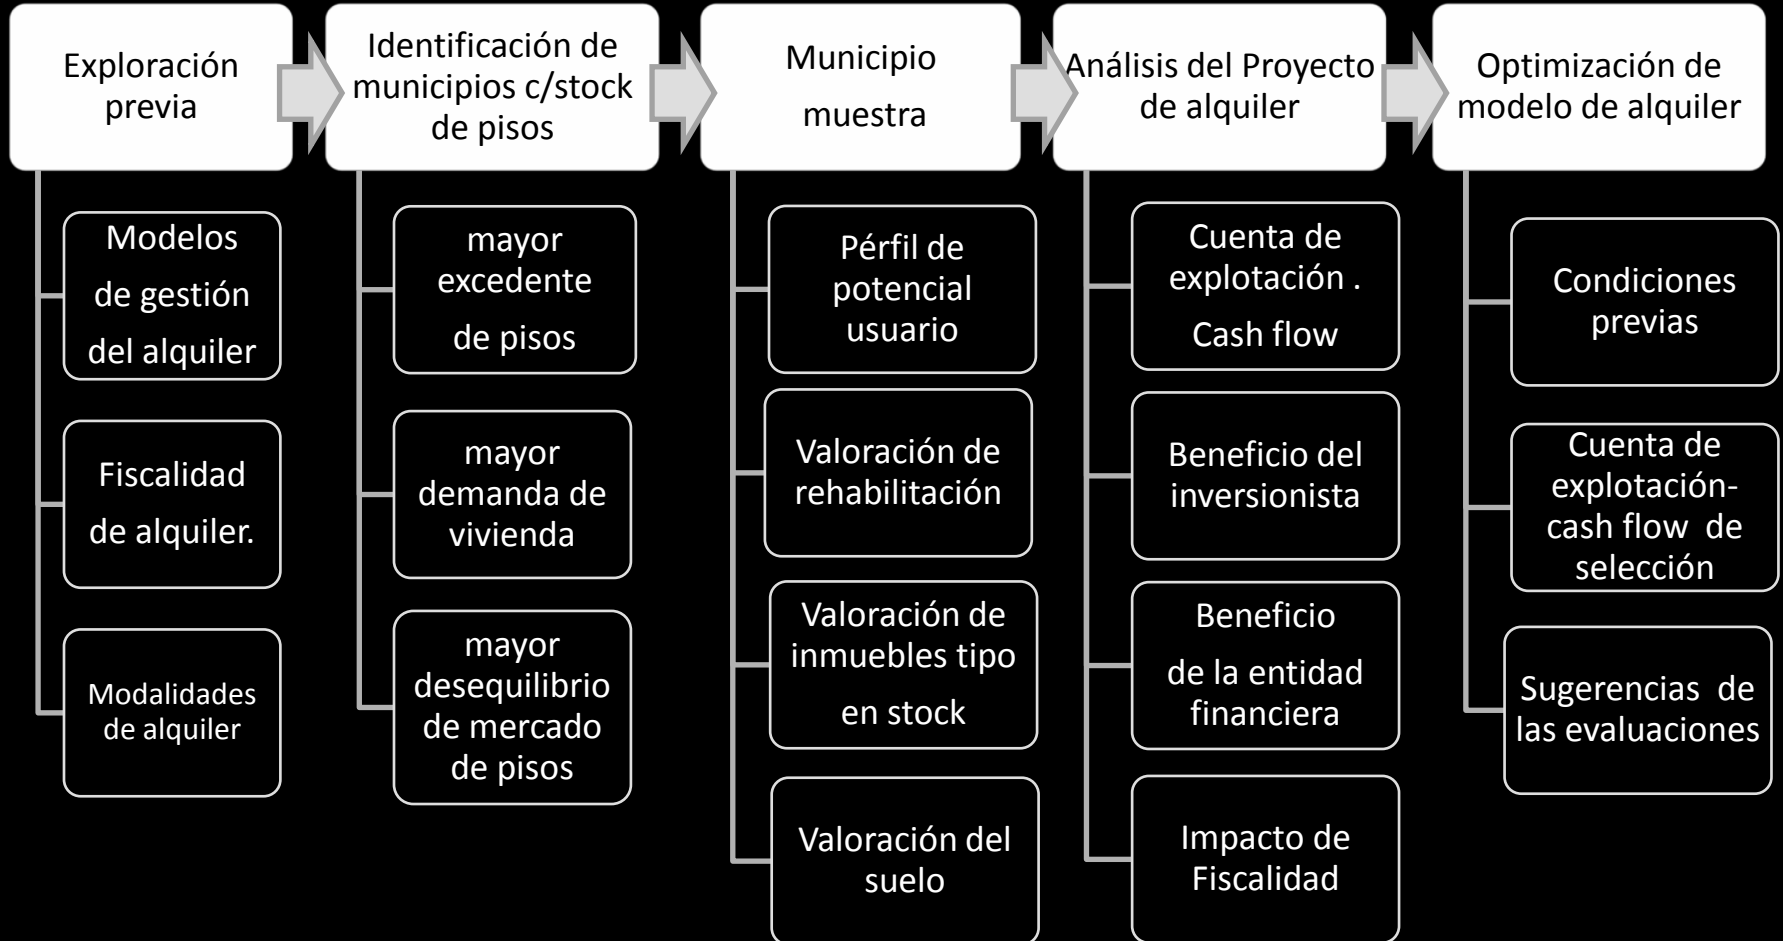 Exploración
previa
Identificación de
municipios c/stock
de pisos
Municipio
muestra
Análisis del Proyecto
de alquiler
Optimización de
modelo de alquiler
Modelos
de gestión
del alquiler
Fiscalidad
de alquiler.
Modalidades
de alquiler
mayor
excedente
de pisos
mayor
demanda de
vivienda
mayor
desequilibrio
de mercado
de pisos
Pérfil de
potencial
usuario
Valoración de
rehabilitación
Valoración de
inmuebles tipo
en stock
Valoración del
suelo
Cuenta de
explotación .
Cash flow
Beneficio del
inversionista
Beneficio
de la entidad
financiera
Impacto de
Fiscalidad
Condiciones
previas
Cuenta de
explotación-
cash flow de
selección
Sugerencias de
las evaluaciones